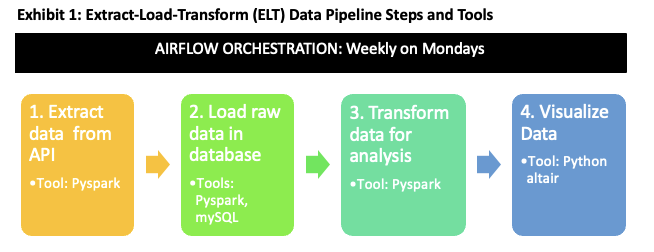 Exhibit 1: Extract-Load-Transform (ELT) Data Pipeline Steps and Tools
AIRFLOW ORCHESTRATION: Weekly on Mondays
1. Extract
data from
API
•Tool: Pyspark
2. Load raw
data in
database
•Tools:
Pyspark,
mySQL
3. Transform
data for
analysis
•Tool: Pyspark
4. Visualize
Data
•Tool: Python
altair